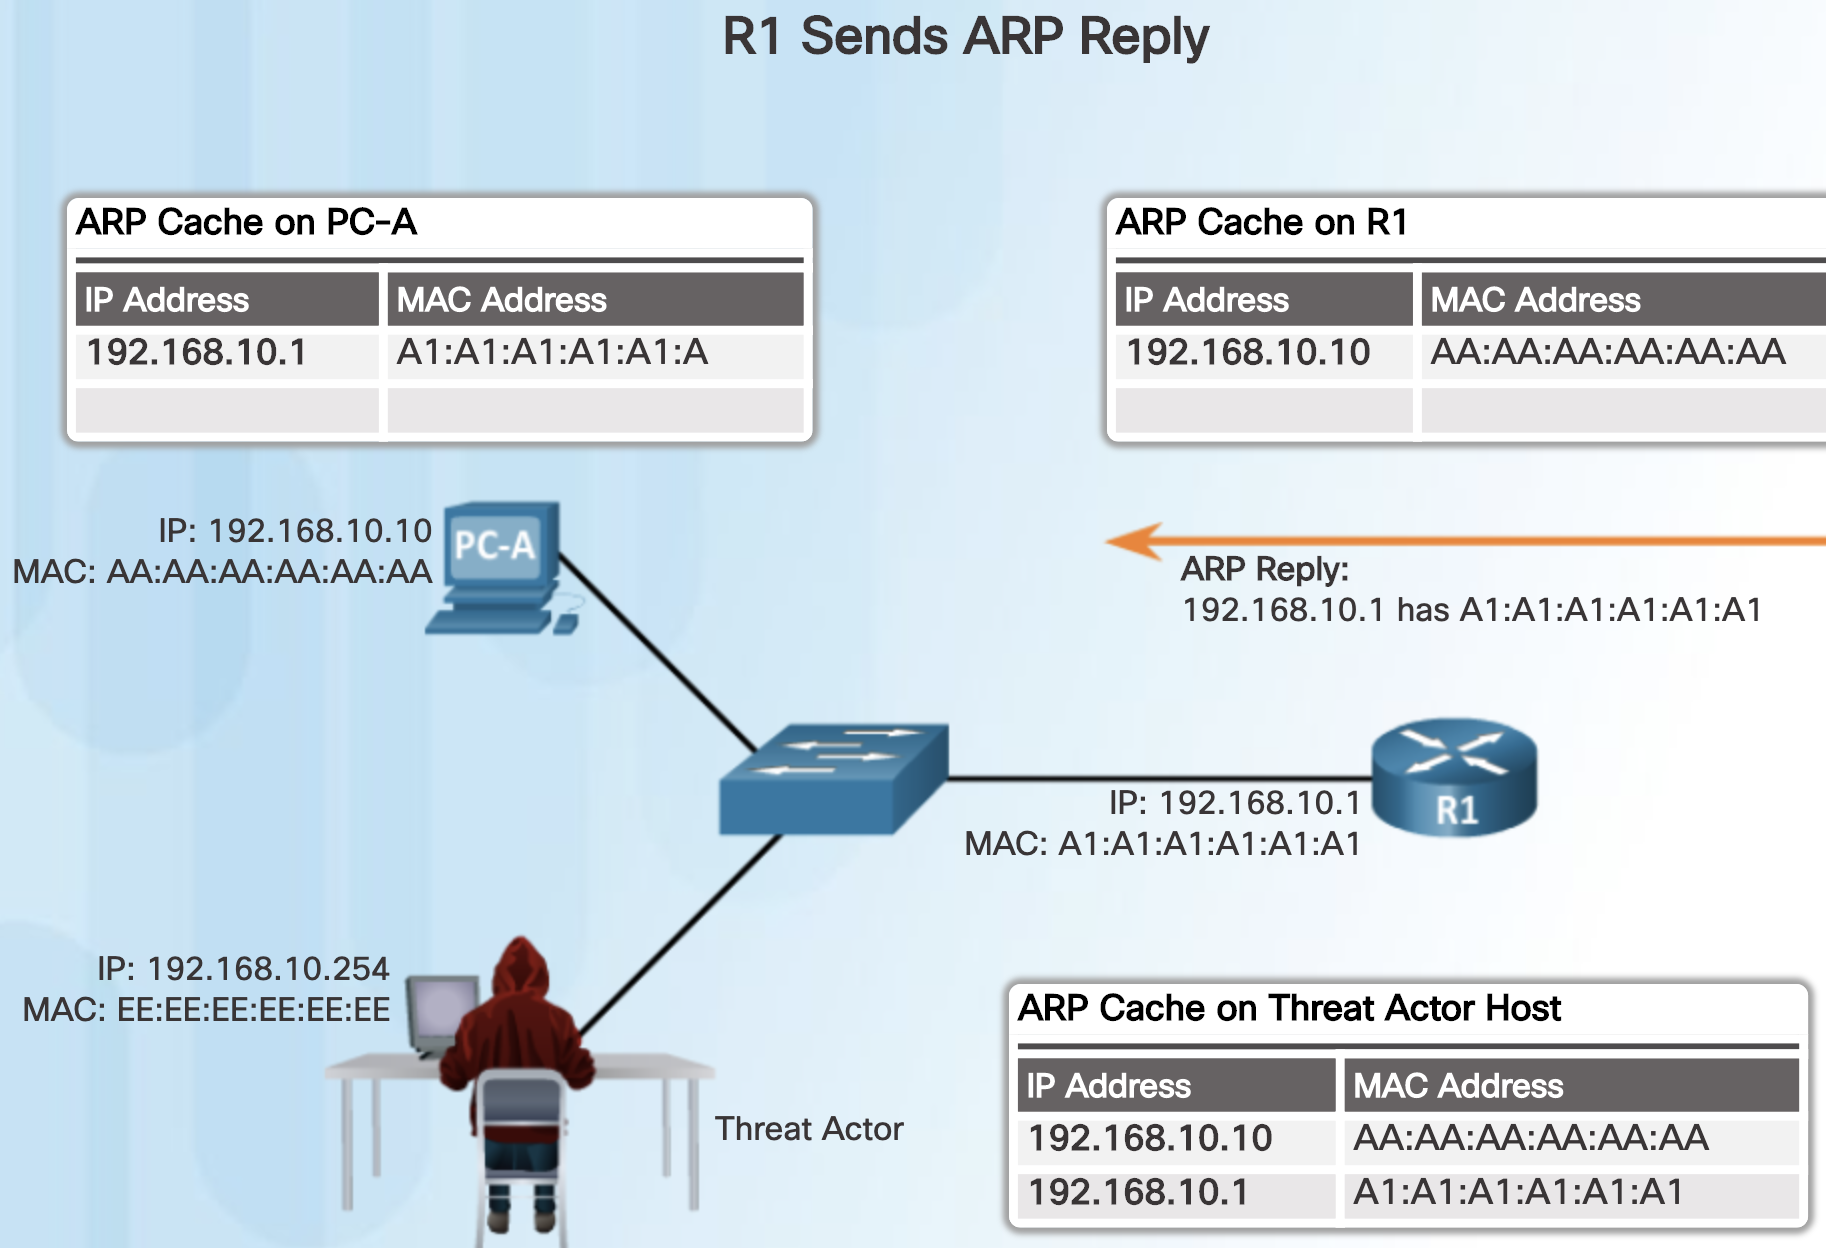 R1 Sends ARP Reply
ARP Cache on PC-A
IP Address MAC Address
192.168.10.1 A1:A1:A1:A1:A1:A
ARP Cache on R1
IP Address MAC Address
192.168.10.10 AA:AA:AA:AA:AA:AA
IP: 192.168.10.10
MAC: AA:AA:AA:AA:AA:AA
PC-A
ARP Reply:
192.168.10.1 has A1:A1:A1:A1:A1:A1
IP: 192.168.10.1
MAC: A1:A1:A1:A1:A1:A1
R1
IP: 192.168.10.254
MAC: EE:EE:EE:EE:EE:EE
Threat Actor
ARP Cache on Threat Actor Host
IP Address MAC Address
192.168.10.10 AA:AA:AA:AA:AA:AA
192.168.10.1 A1:A1:A1:A1:A1:A1